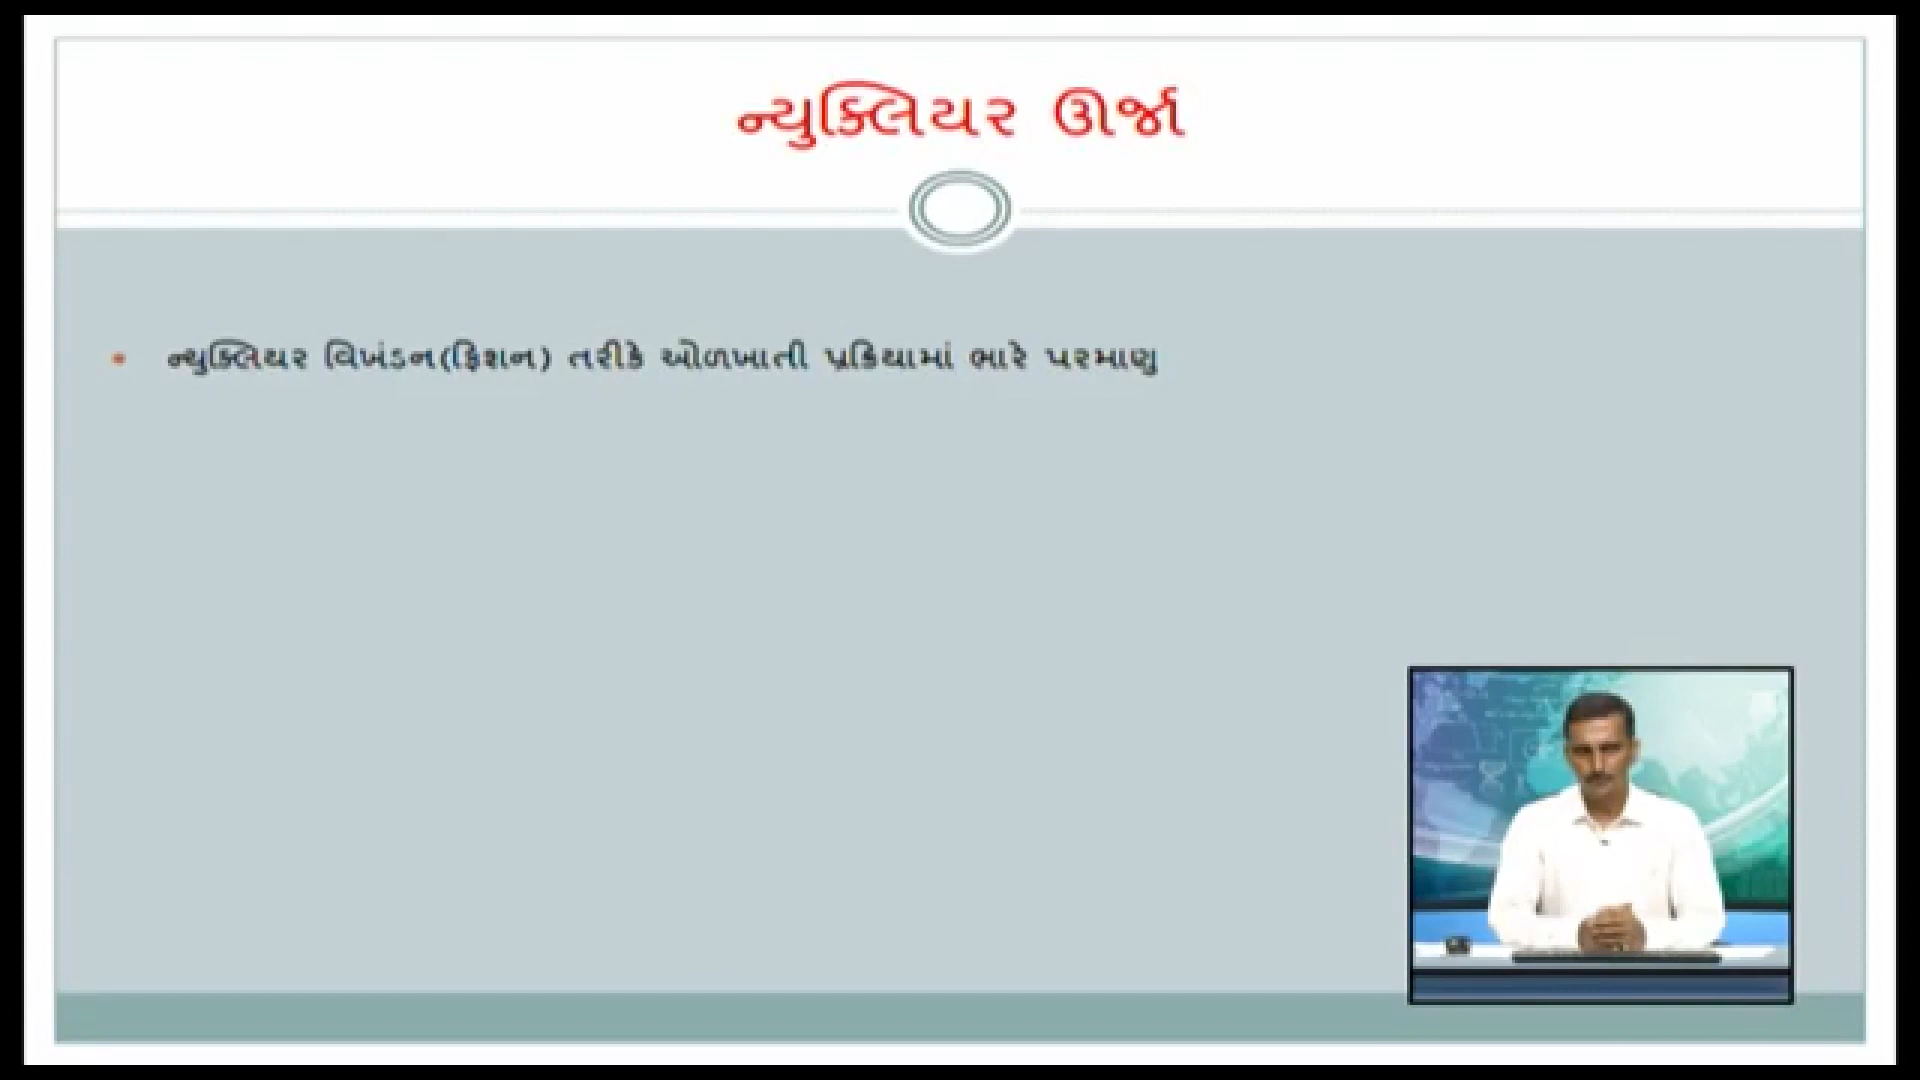 ન્યુક્લિયર ઊર્જા
ન્યુક્લિયર વિખંડન(ફિશન) તરીકે ઓળખાતી પ્રક્રિયામાં ભારે પરમાણુ